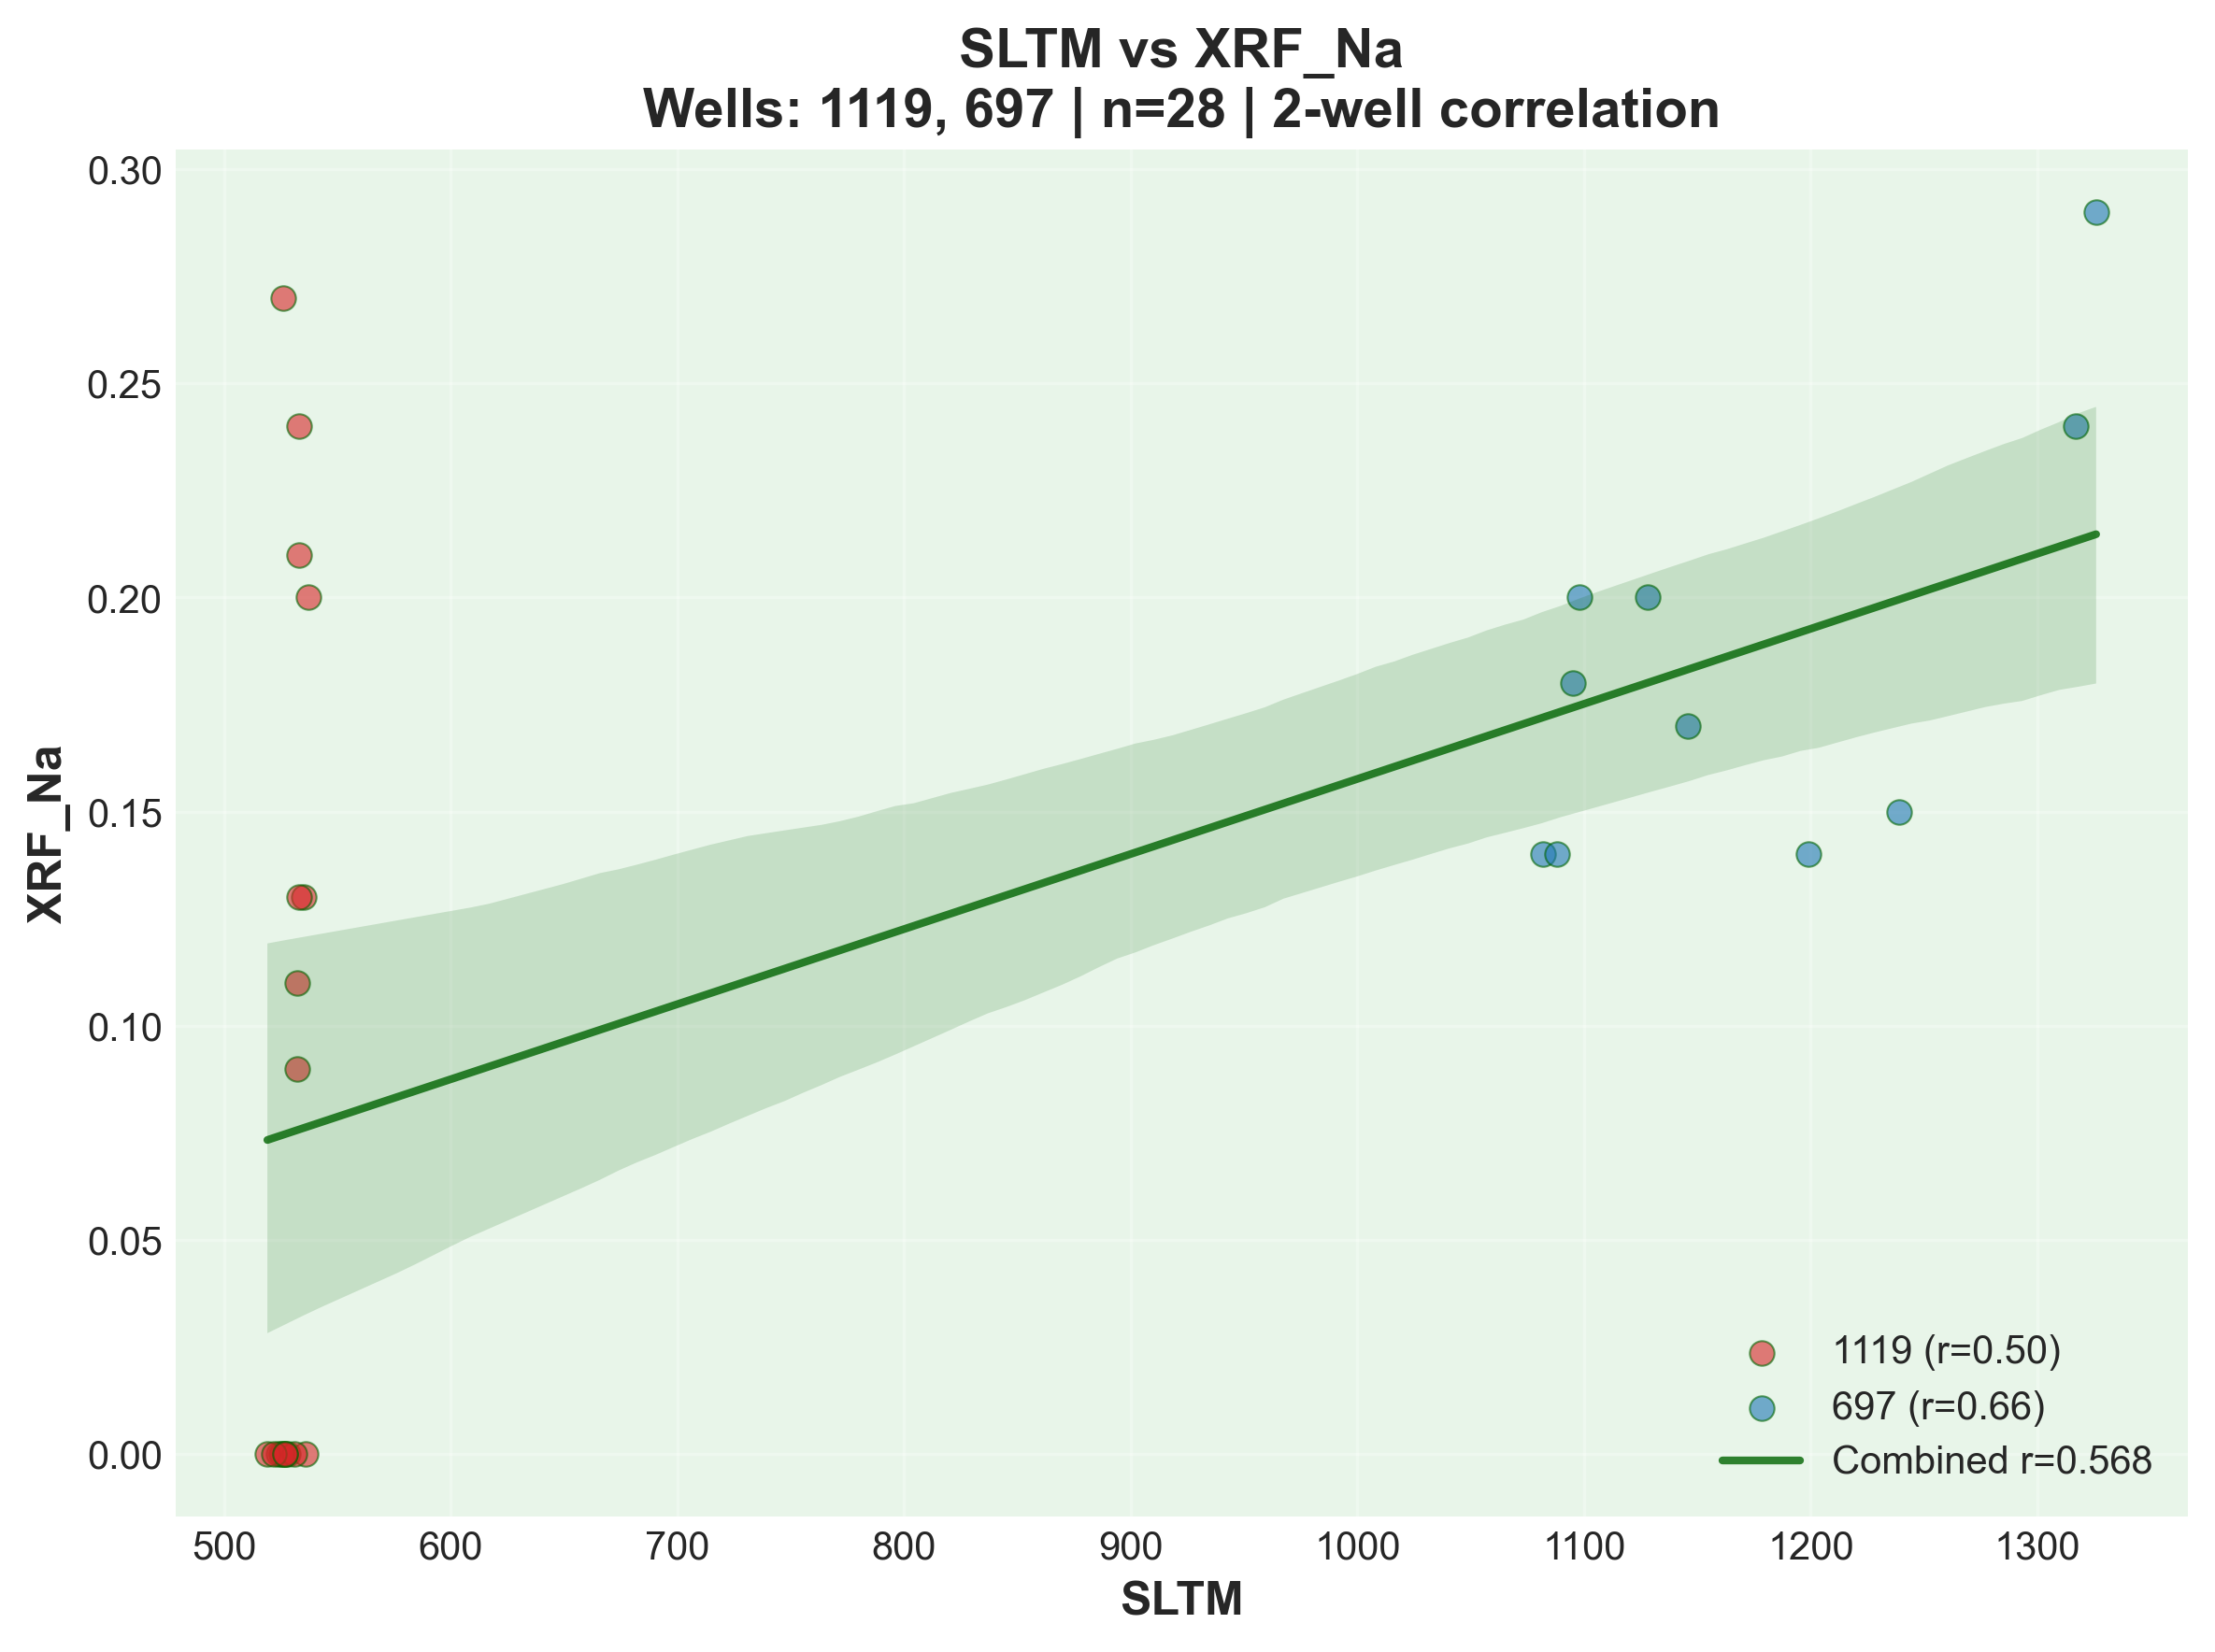 SLTM vs XRF_Na
Wells: 1119, 697 | n=28 | 2-well correlation
XRF_Na
0.30
0.25
0.20
0.15
0.10
0.05
0.00
1119 (r=0.50)
697 (r=0.66)
Combined r=0.568
500 600 700 800 900 1000 1100 1200 1300
SLTM